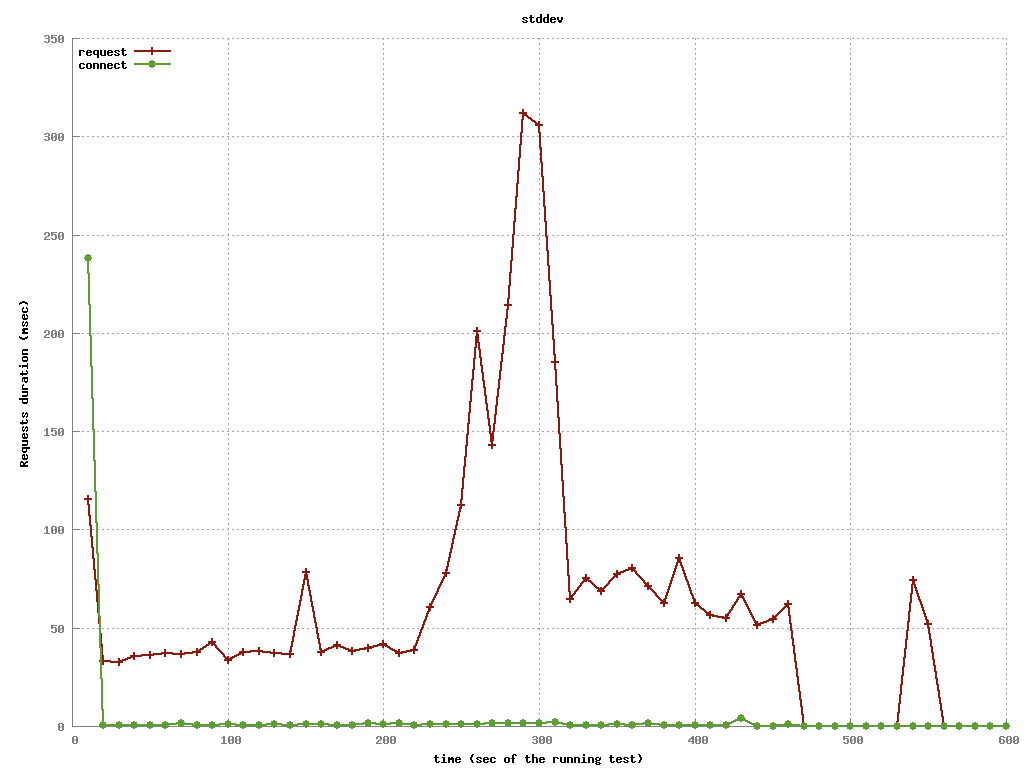 stddev
350
request
connect
300
250
200
150
100
50
0
Requests duration (msec)
0 100 200 300 400 500 600
time (sec of the running test)